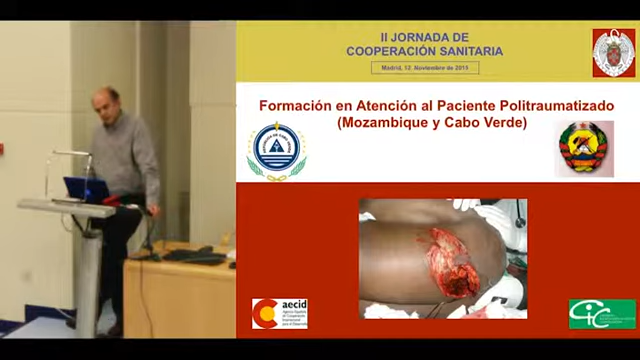 II JORNADA DE
COOPERACIÓN SANITARIA
Madrid, 12, Noviembre de 2011
Formación en Atención al Paciente Politraumatizado
(Mozambique y Cabo Verde)
aecid